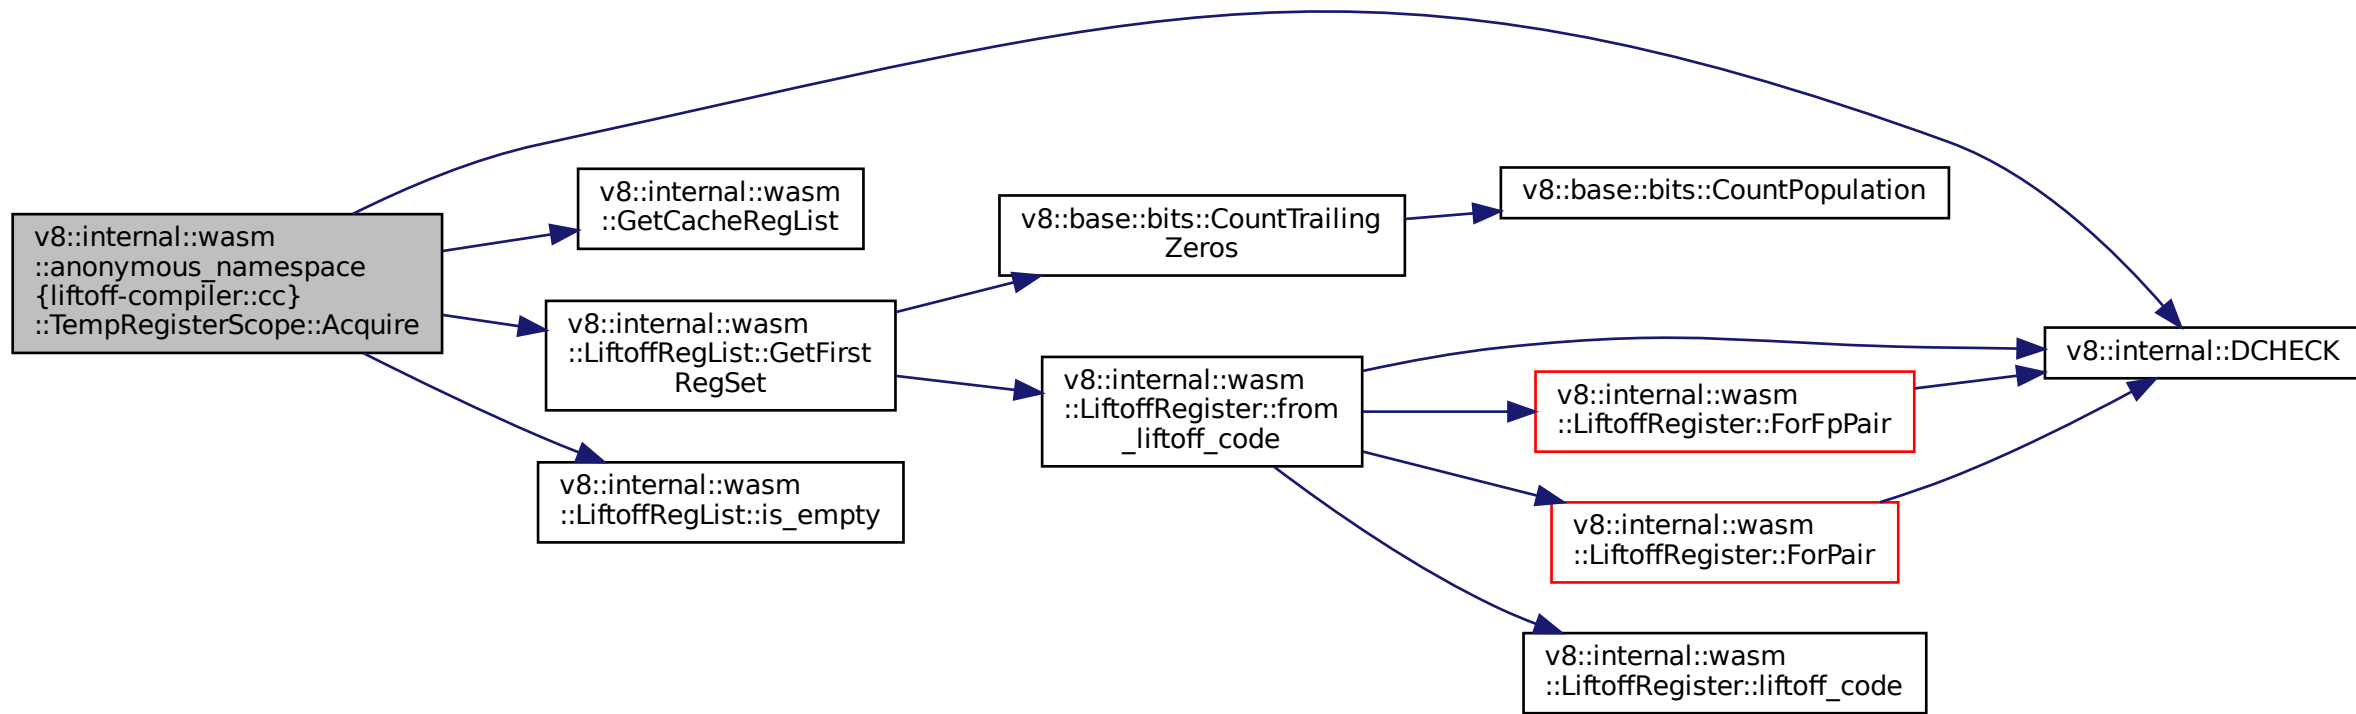 v8::internal::wasm
::anonymous_namespace
{liftoff-compiler::cc}
::TempRegisterScope::Acquire
v8::internal::wasm
::GetCacheRegList
v8::internal::wasm
::LiftoffRegList::GetFirst
RegSet
v8::internal::wasm
::LiftoffRegList::is_empty
v8::base::bits::CountTrailing
Zeros
v8::internal::wasm
::LiftoffRegister::from
_liftoff_code
v8::base::bits::CountPopulation
v8::internal::wasm
::LiftoffRegister::ForFpPair
v8::internal::wasm
::LiftoffRegister::ForPair
v8::internal::wasm
::LiftoffRegister::liftoff_code
v8::internal::DCHECK